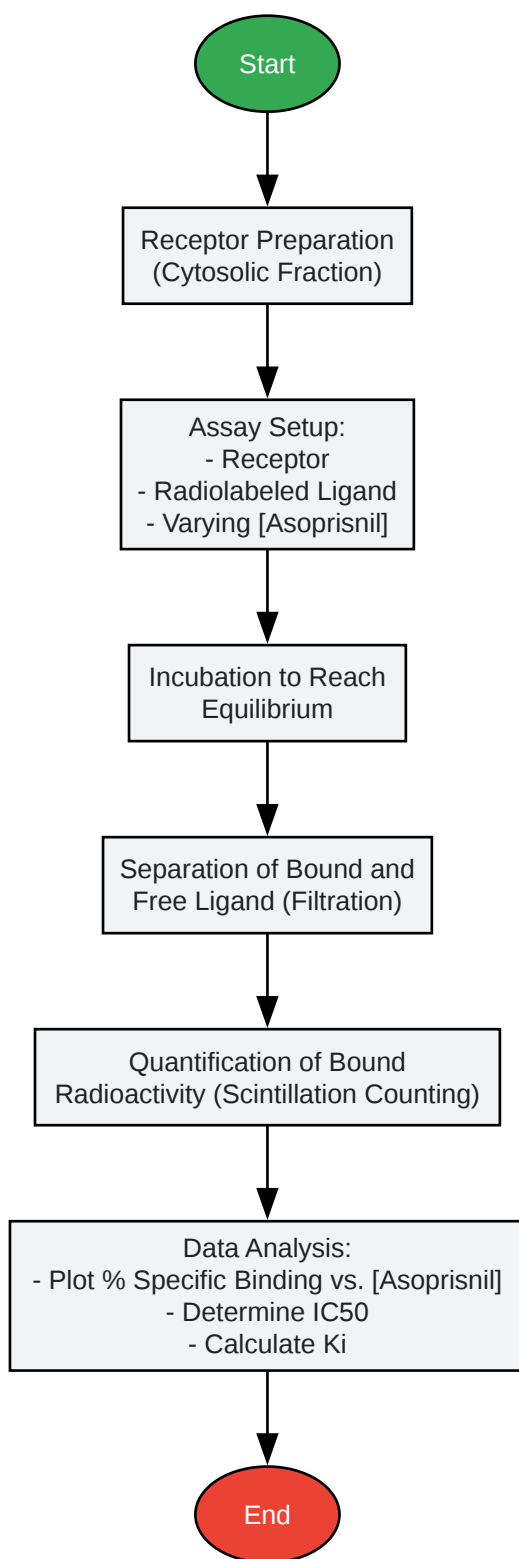 Start
Receptor Preparation
(Cytosolic Fraction)
Assay Setup:
- Receptor
- Radiolabeled Ligand
- Varying [Asoprisnil]
Incubation to Reach
Equilibrium
Separation of Bound and
Free Ligand (Filtration)
Quantification of Bound
Radioactivity (Scintillation Counting)
Data Analysis:
- Plot % Specific Binding vs. [Asoprisnil]
- Determine IC50
- Calculate Ki
End